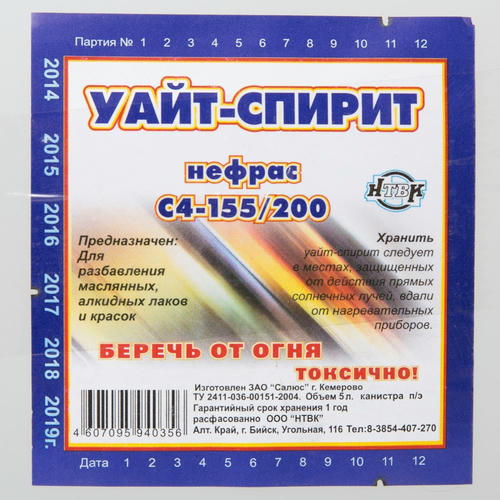 Партия № 1 2 3 4 5 6 7 8 9 10 11 12
2014 2015 2016 2017 2018 2019г.
УАЙТ-СПИРИТ
нефрас
С4-155/200
НТВК
Предназначен:
Для
разбавления
маслянных,
алкидных лаков
и красок
Хранить
уайт-спирит следует
в местах, защищенных
от действия прямых
солнечных лучей, вдали
от нагревательных
приборов.
БЕРЕЧЬ ОТ ОГНЯ
ТОКСИЧНО!
Изготовлен ЗАО "Салюс" г. Кемерово
ТУ 2411-036-00151-2004. Объем 5 л. канистра п/э
Гарантийный срок хранения 1 год
расфасованно ООО "НТВК"
Алт. Край, г. Бийск, Угольная, 116 Тел:8-3854-407-270
4 607095 940356
Дата 1 2 3 4 5 6 7 8 9 10 11 12